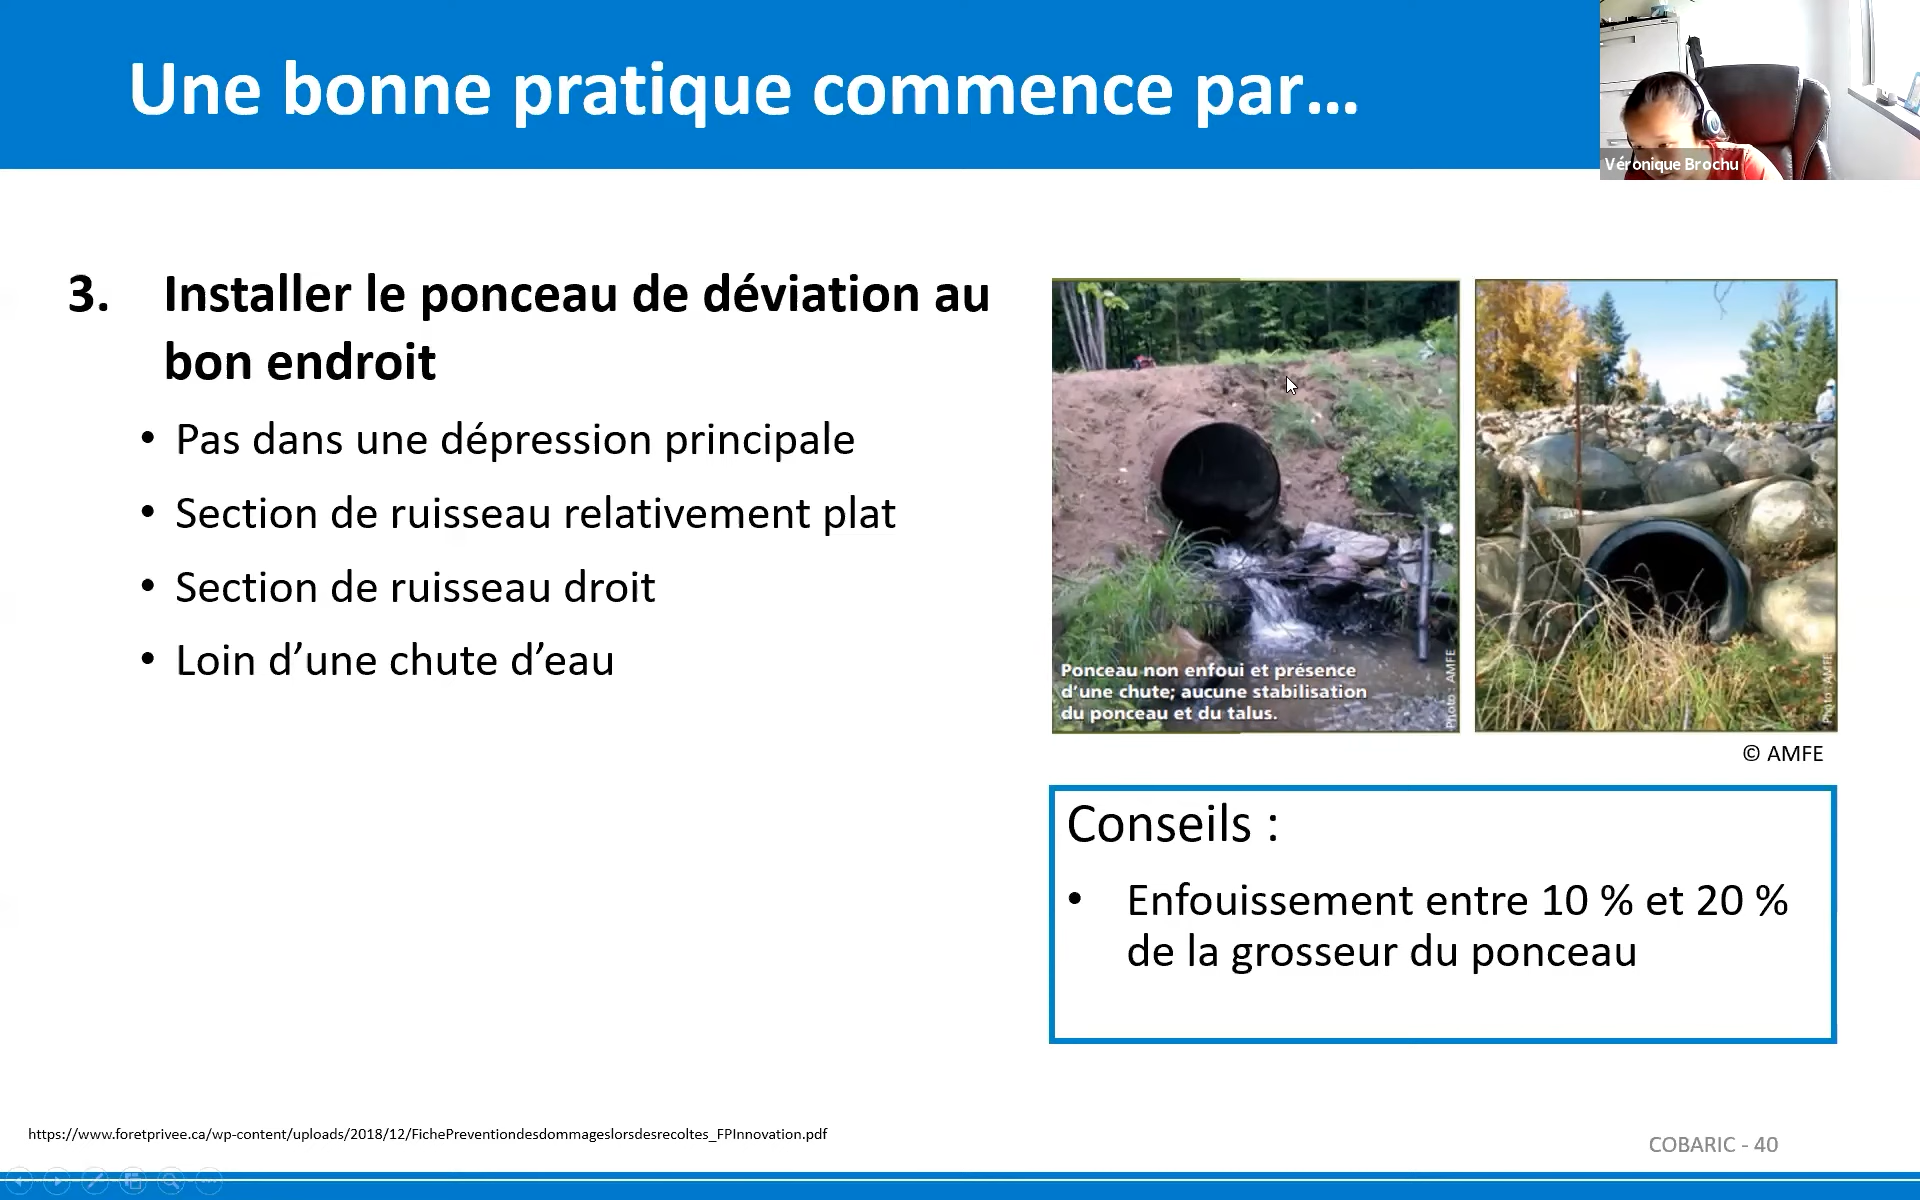 Une bonne pratique commence par…
Véronique Brochu
3. Installer le ponceau de déviation au
bon endroit
• Pas dans une dépression principale
• Section de ruisseau relativement plat
• Section de ruisseau droit
• Loin d’une chute d’eau
Ponceau non enfoui et présence
d’une chute; aucune stabilisation
du ponceau et du talus.
Photo : AMFE
Photo : AMFE
© AMFE
Conseils :
• Enfouissement entre 10 % et 20 %
de la grosseur du ponceau
https://www.foretprivee.ca/wp-content/uploads/2018/12/FichePreventiondesdommageslorsdesrecoltes_FPInnovation.pdf
COBARIC - 40